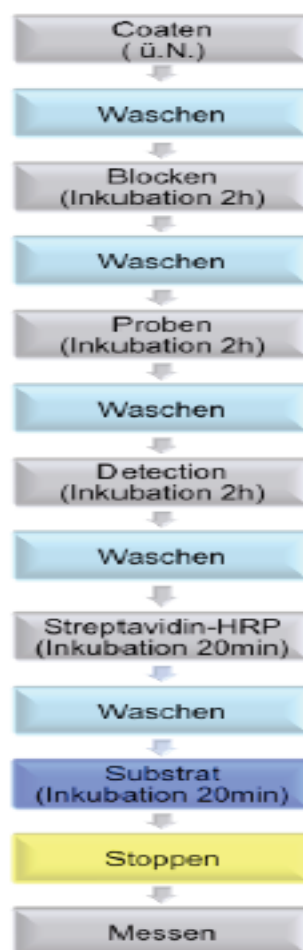 Coaten
( ü.N.)
Waschen
Blocken
(Inkubation 2h)
Waschen
Proben
(Inkubation 2h)
Waschen
Detection
(Inkubation 2h)
Waschen
Streptavidin-HRP
(Inkubation 20min)
Waschen
Substrat
(Inkubation 20min)
Stoppen
Messen